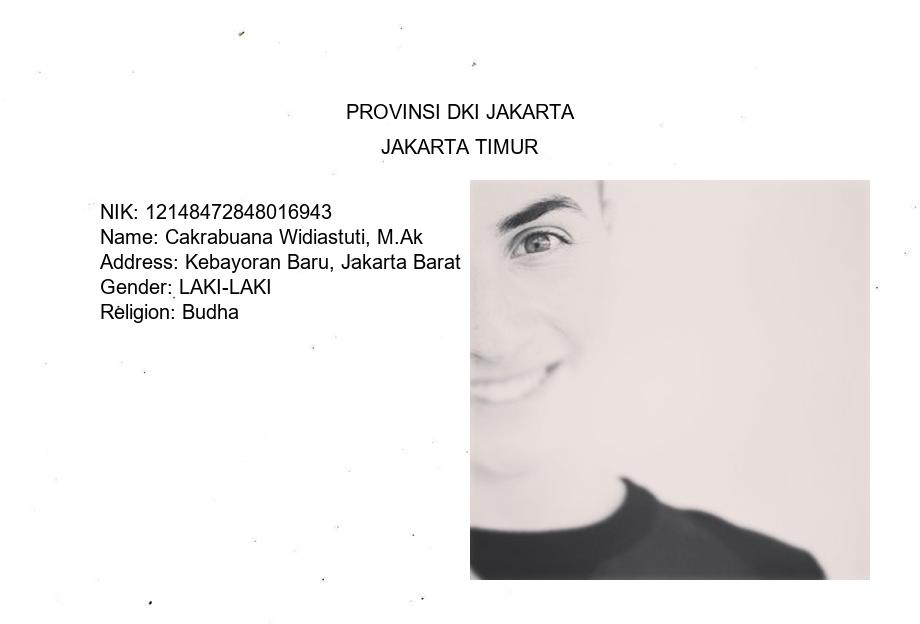 PROVINSI DKI JAKARTA
JAKARTA TIMUR
NIK: 12148472848016943
Name: Cakrabuana Widiastuti, M.Ak
Address: Kebayoran Baru, Jakarta Barat
Gender: LAKI-LAKI
Religion: Budha